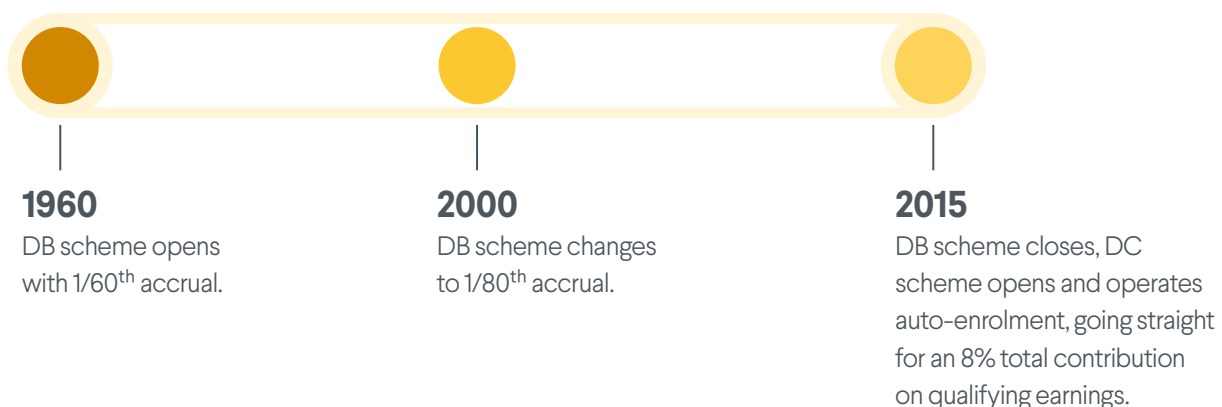 1960
DB scheme opens
with 1/60th accrual.
2000
DB scheme changes
to 1/80th accrual.
2015
DB scheme closes, DC
scheme opens and operates
auto-enrolment, going straight
for an 8% total contribution
on qualifying earnings.